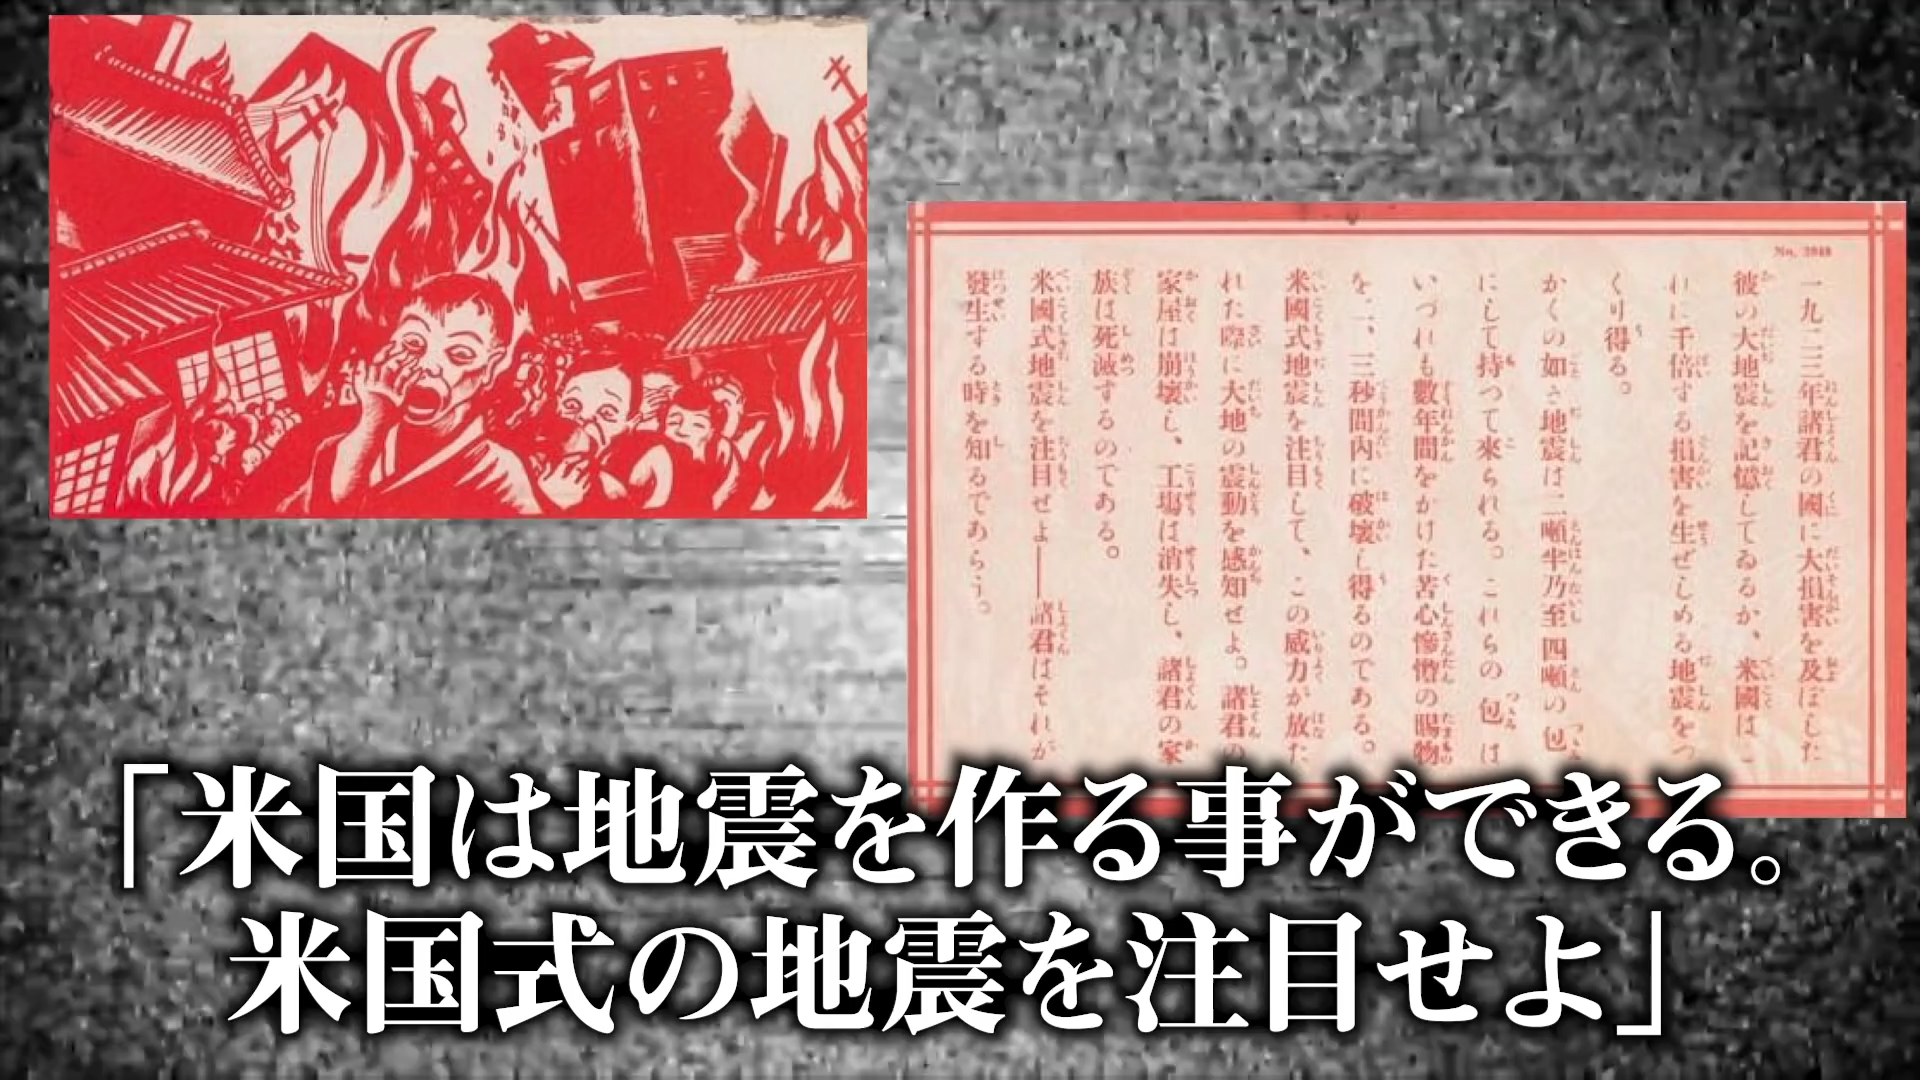 No. 2048
一九二三年諸君の國に大損害を及ぼした
彼の大地震を記憶してゐるか、米國はこ
れに千倍する損害を生ぜしめる地震をつ
くり得る。
かくの如き地震は二噸半乃至四噸の包
にして持つて來られる。これらの包は
いづれも數年間をかけた苦心慘憺の賜物
を二、三秒間内に破壞し得るのである。
米國式地震を注目して、この威力が放た
れた際に大地の震動を感知せよ。諸君の
家屋は崩壞し、工場は消失し、諸君の家
族は死滅するのである。
米國式地震を注目せよ――諸君はそれが
發生する時を知るであらう。
「米国は地震を作る事ができる。
米国式の地震を注目せよ」